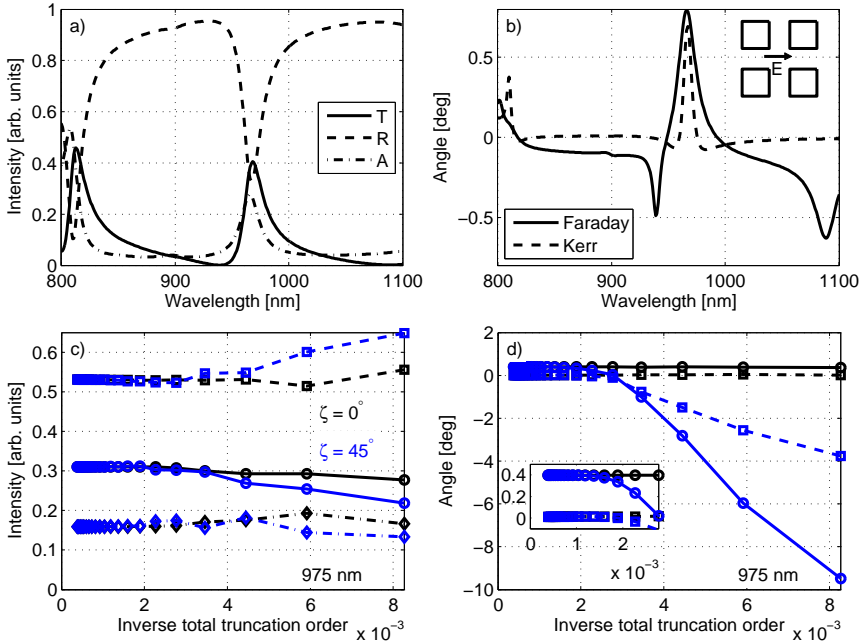 a)
Intensity [arb. units]
1
0.8
0.6
0.4
0.2
0
T
R
A
800
900
1000
1100
Wavelength [nm]
b)
Angle [deg]
0.5
0
−0.5
E
Faraday
Kerr
800
900
1000
1100
Wavelength [nm]
c)
Intensity [arb. units]
0.6
0.5
0.4
0.3
0.2
0.1
0
ζ = 0°
ζ = 45°
975 nm
0
2
4
6
8
x 10⁻³
Inverse total truncation order
d)
Angle [deg]
2
0
−2
−4
−6
−8
−10
0.4
0.2
0
0
1
2
x 10⁻³
975 nm
0
2
4
6
8
x 10⁻³
Inverse total truncation order